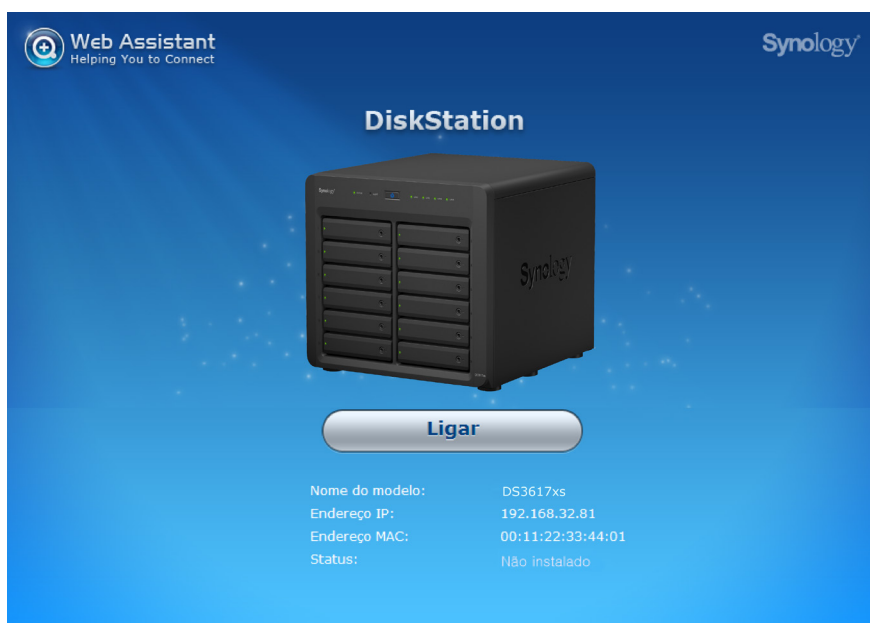 Web Assistant
Helping You to Connect
Synology
DiskStation
Synology
Synology
Ligar
Nome do modelo: DS3617xs
Endereço IP: 192.168.32.81
Endereço MAC: 00:11:22:33:44:01
Status: Não instalado